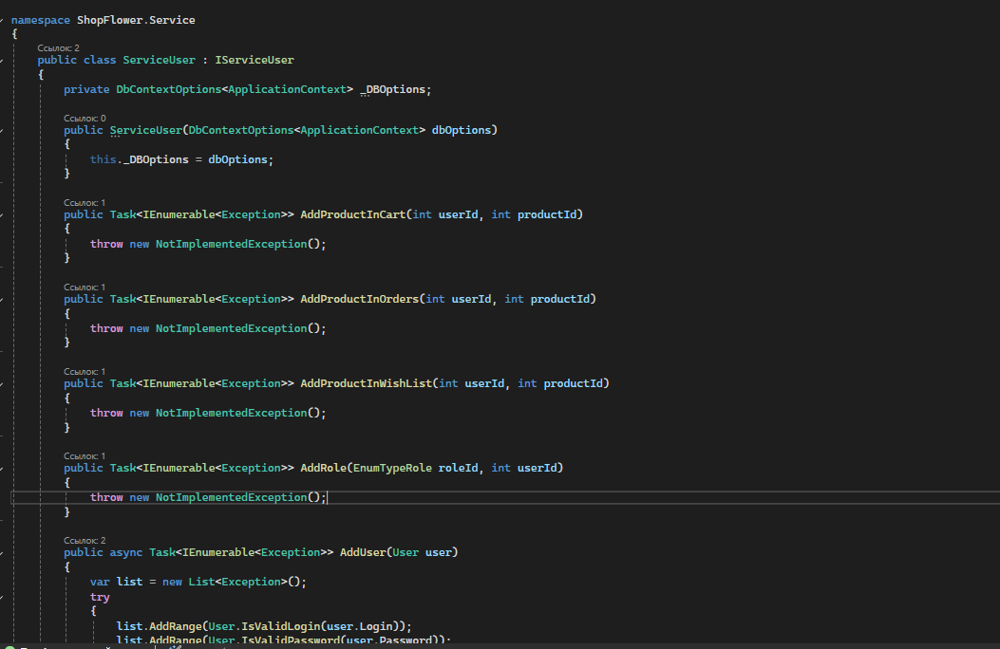 namespace ShopFlower.Service
{
Ссылок: 2
public class ServiceUser : IServiceUser
{
private DbContextOptions<ApplicationContext> _DBOptions;
Ссылок: 0
public ServiceUser(DbContextOptions<ApplicationContext> dbOptions)
{
this._DBOptions = dbOptions;
}
Ссылок: 1
public Task<IEnumerable<Exception>> AddProductInCart(int userId, int productId)
{
throw new NotImplementedException();
}
Ссылок: 1
public Task<IEnumerable<Exception>> AddProductInOrders(int userId, int productId)
{
throw new NotImplementedException();
}
Ссылок: 1
public Task<IEnumerable<Exception>> AddProductInWishList(int userId, int productId)
{
throw new NotImplementedException();
}
Ссылок: 1
public Task<IEnumerable<Exception>> AddRole(EnumTypeRole roleId, int userId)
{
throw new NotImplementedException();
}
Ссылок: 2
public async Task<IEnumerable<Exception>> AddUser(User user)
{
var list = new List<Exception>();
try
{
list.AddRange(User.IsValidLogin(user.Login));
list.AddRange(User.IsValidPassword(user.Password));